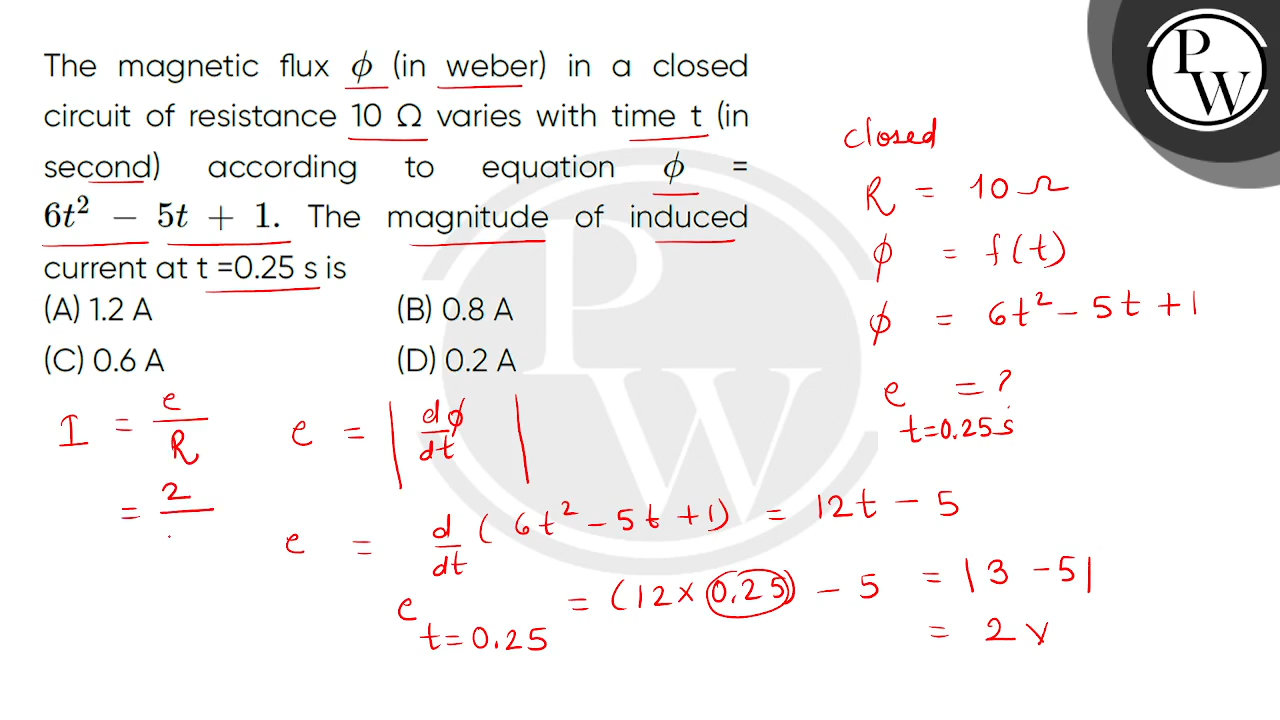 The magnetic flux ϕ (in weber) in a closed
circuit of resistance 10 Ω varies with time t (in
second) according to equation ϕ =
6t² − 5t + 1. The magnitude of induced
current at t =0.25 s is
(A) 1.2 A (B) 0.8 A
(C) 0.6 A (D) 0.2 A
PW
PW
closed
R = 10 Ω
ϕ = f(t)
ϕ = 6t² − 5t + 1
e = ?
t=0.25 s
I = e/R
= 2/
e = | dϕ/dt |
e = d/dt (6t² − 5t + 1) = 12t − 5
e t=0.25 = (12 × 0.25) − 5 = |3 − 5|
= 2 V